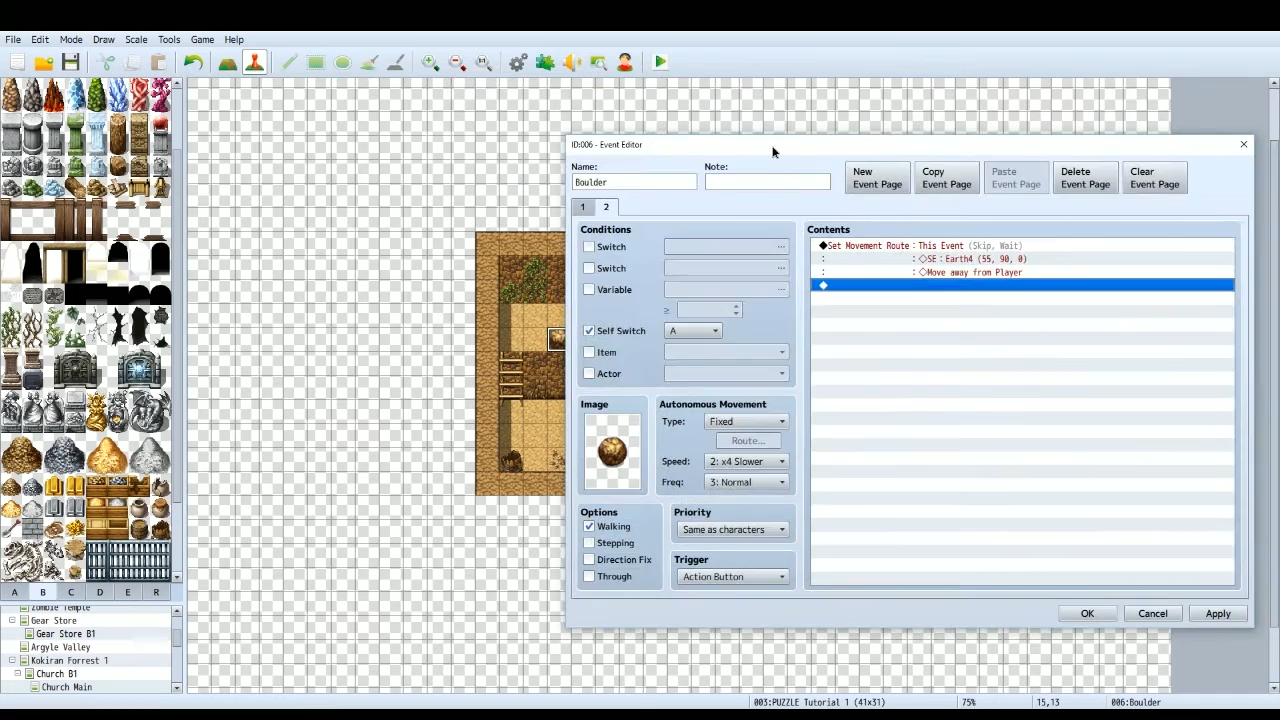 File Edit Mode Draw Scale Tools Game Help
ID:006 - Event Editor
Name:
Note:
Boulder
New Event Page
Copy Event Page
Paste Event Page
Delete Event Page
Clear Event Page
1 2
Conditions
Switch ...
Switch ...
Variable ...
≥
Self Switch A
Item
Actor
Image
Autonomous Movement
Type: Fixed
Route...
Speed: 2: x4 Slower
Freq: 3: Normal
Options
Walking
Stepping
Direction Fix
Through
Priority
Same as characters
Trigger
Action Button
Contents
◆Set Movement Route : This Event (Skip, Wait)
: : ◇SE : Earth4 (55, 90, 0)
: : ◇Move away from Player
◆
OK Cancel Apply
A B C D E R
Zombie Temple
Gear Store
Gear Store B1
Argyle Valley
Kokiran Forrest 1
Church B1
Church Main
003:PUZZLE Tutorial 1 (41x31) 75% 15,13 006:Boulder